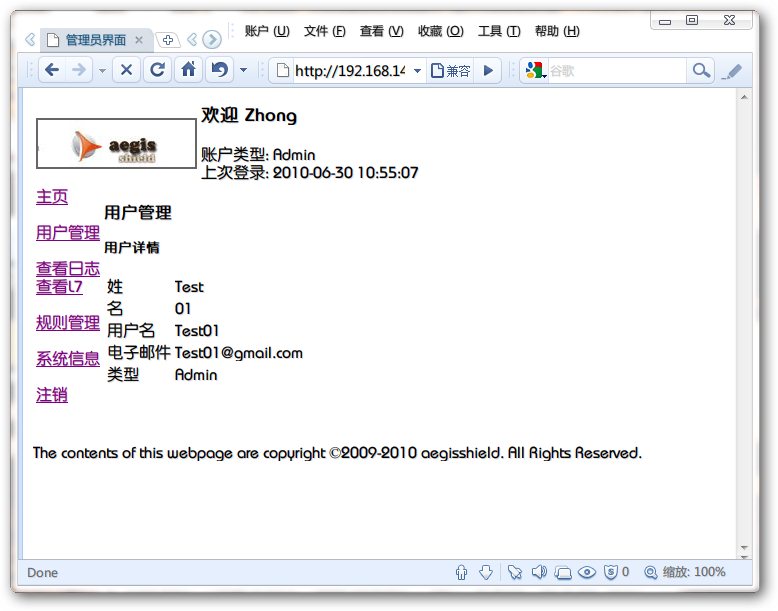 账户 (U) 文件 (F) 查看 (V) 收藏 (O) 工具 (T) 帮助 (H)
管理员界面
http://192.168.14
兼容
谷歌
aegis
shield
欢迎 Zhong
账户类型: Admin
上次登录: 2010-06-30 10:55:07
主页
用户管理
查看日志
查看L7
规则管理
系统信息
注销
用户管理
用户详情
姓 Test
名 01
用户名 Test01
电子邮件 Test01@gmail.com
类型 Admin
The contents of this webpage are copyright ©2009-2010 aegisshield. All Rights Reserved.
Done
0
缩放: 100%